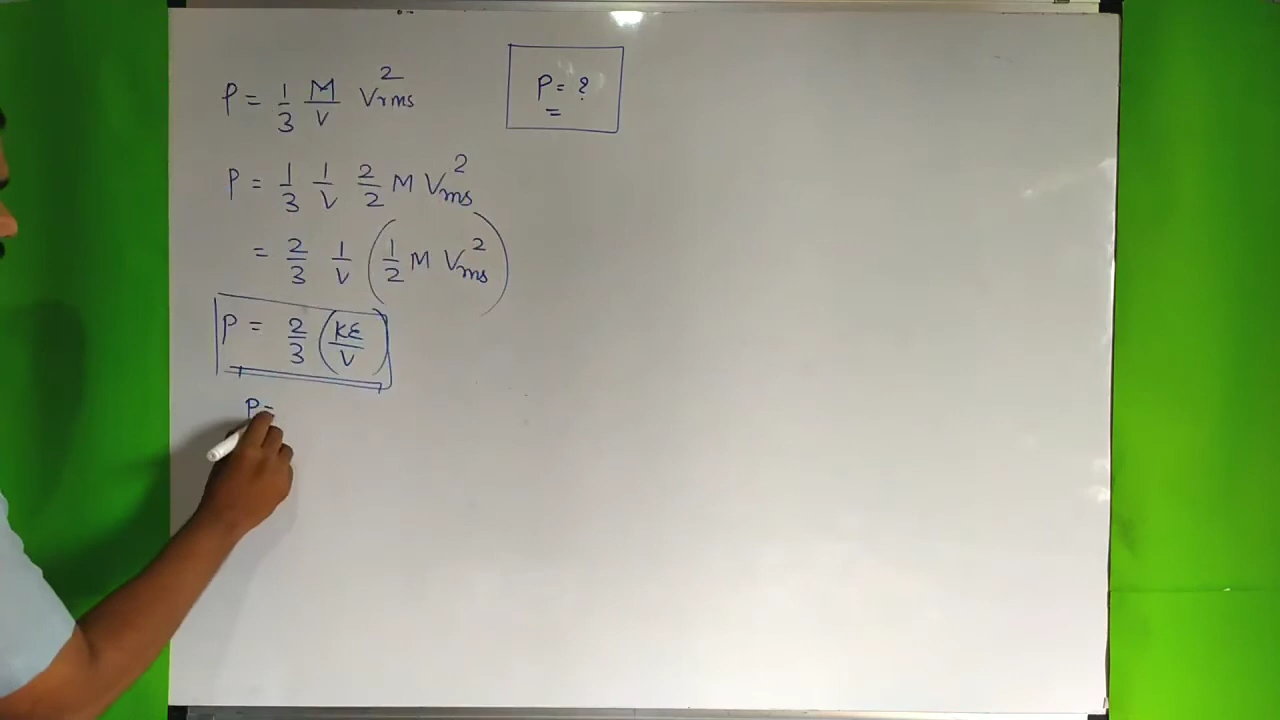 P = 1/3 M/V Vrms²
P = ?
P = 1/3 1/V 2/2 M Vrms²
= 2/3 1/V (1/2 M Vrms²)
P = 2/3 (KE/V)
P=